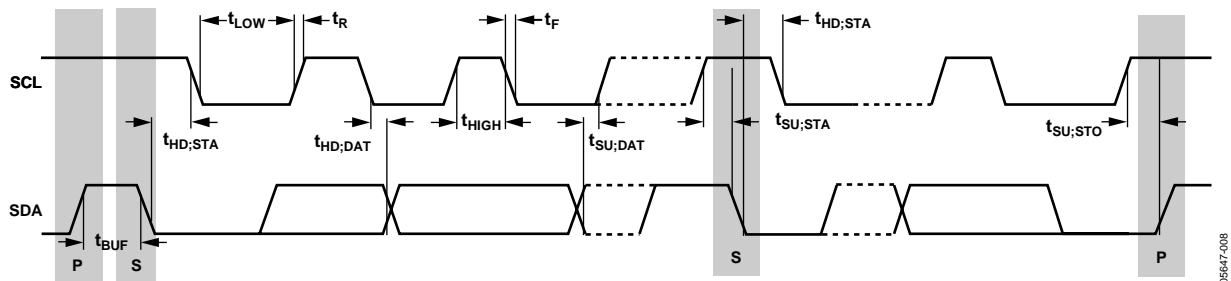 tLOW
tR
tF
tHD;STA
SCL
tHD;STA
tHD;DAT
tHIGH
tSU;DAT
tSU;STA
tSU;STO
SDA
tBUF
P
S
S
P
05647-008